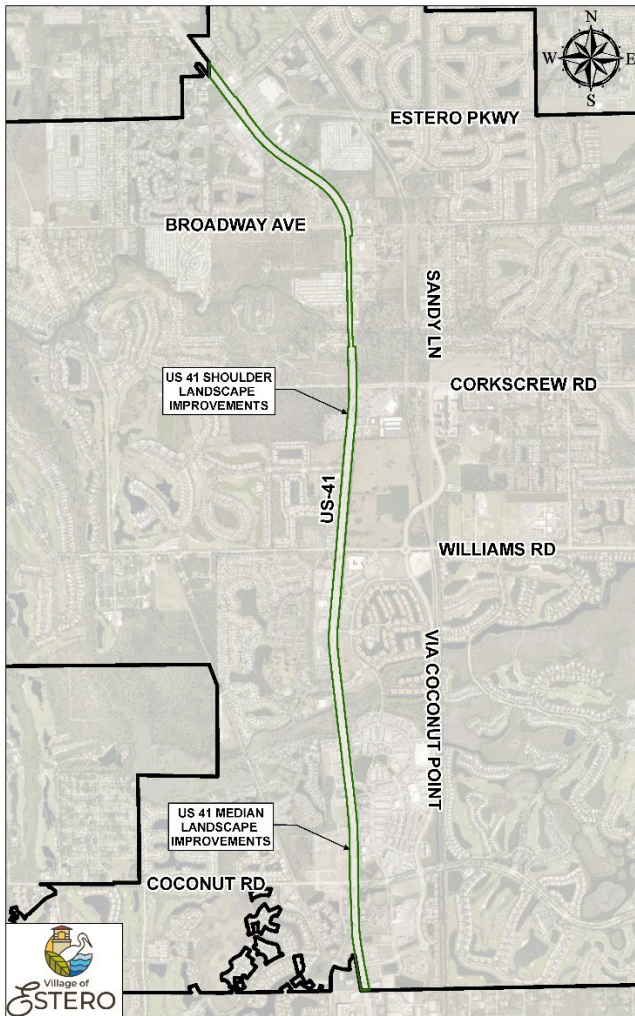 N
W E
S
ESTERO PKWY
BROADWAY AVE
SANDY LN
US 41 SHOULDER
LANDSCAPE
IMPROVEMENTS
CORKSCREW RD
US-41
WILLIAMS RD
VIA COCONUT POINT
US 41 MEDIAN
LANDSCAPE
IMPROVEMENTS
COCONUT RD
Village of
ESTERO